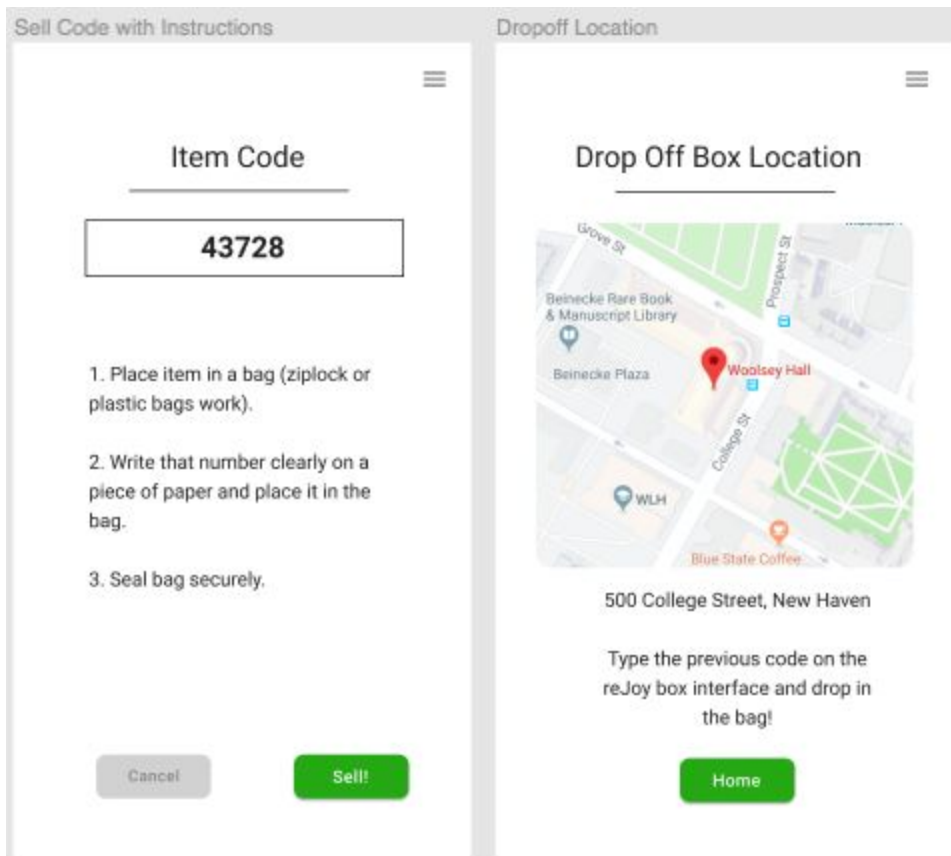 Sell Code with Instructions
Item Code
43728
1. Place item in a bag (ziplock or
plastic bags work).
2. Write that number clearly on a
piece of paper and place it in the
bag.
3. Seal bag securely.
Cancel
Sell!
Dropoff Location
Drop Off Box Location
Grove St
Prospect St
Beinecke Rare Book
& Manuscript Library
Beinecke Plaza
Woolsey Hall
College St
WLH
Blue State Coffee
500 College Street, New Haven
Type the previous code on the
reJoy box interface and drop in
the bag!
Home